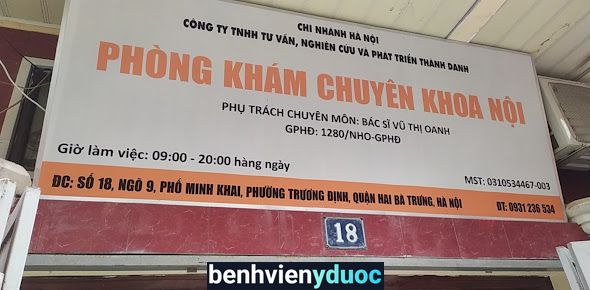 CHI NHÁNH HÀ NỘI
CÔNG TY TNHH TƯ VẤN, NGHIÊN CỨU VÀ PHÁT TRIỂN THÀNH DANH
PHÒNG KHÁM CHUYÊN KHOA NỘI
PHỤ TRÁCH CHUYÊN MÔN: BÁC SĨ VŨ THỊ OANH
GPHĐ: 1280/NHO-GPHĐ
Giờ làm việc: 09:00 - 20:00 hàng ngày
MST: 0310534467-003
ĐC: SỐ 18, NGÕ 9, PHỐ MINH KHAI, PHƯỜNG TRƯƠNG ĐỊNH, QUẬN HAI BÀ TRƯNG, HÀ NỘI ĐT: 0931 236 534
18
benhvienyduoc